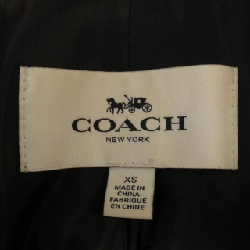 COACH
NEW YORK
XS
MADE IN
CHINA
FABRIQUÉ
EN CHINE